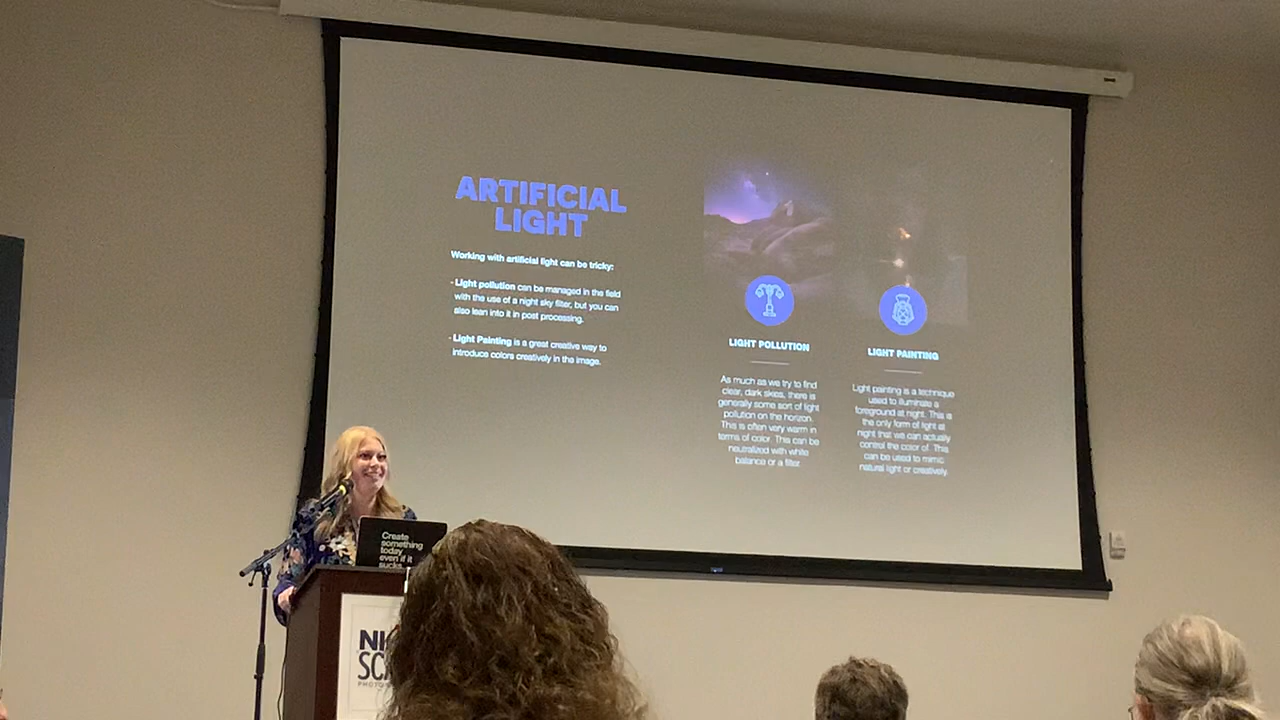 ARTIFICIAL
LIGHT
Working with artificial light can be tricky:
- Light pollution can be managed in the field
with the use of a night sky filter, but you can
also lean into it in post processing.
- Light Painting is a great creative way to
introduce colors creatively in the image.
LIGHT POLLUTION
As much as we try to find
clear, dark skies, there is
generally some sort of light
pollution on the horizon.
This is often very warm in
terms of color. This can be
neutralized with white
balance or a filter.
LIGHT PAINTING
Light painting is a technique
used to illuminate a
foreground at night. This is
the only form of light at
night that we can actually
control the color of. This
can be used to mimic
natural light or creatively.
Create
something
today
even if it
sucks.